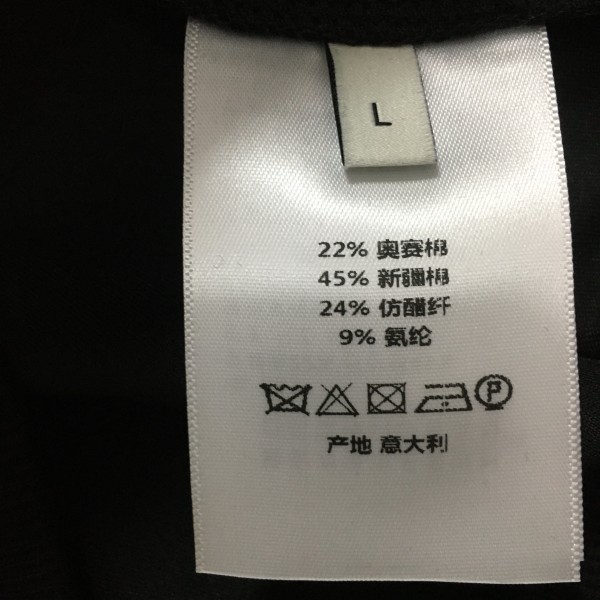 L
22% 奥赛棉
45% 新疆棉
24% 仿醋纤
9% 氨纶
P
产地 意大利